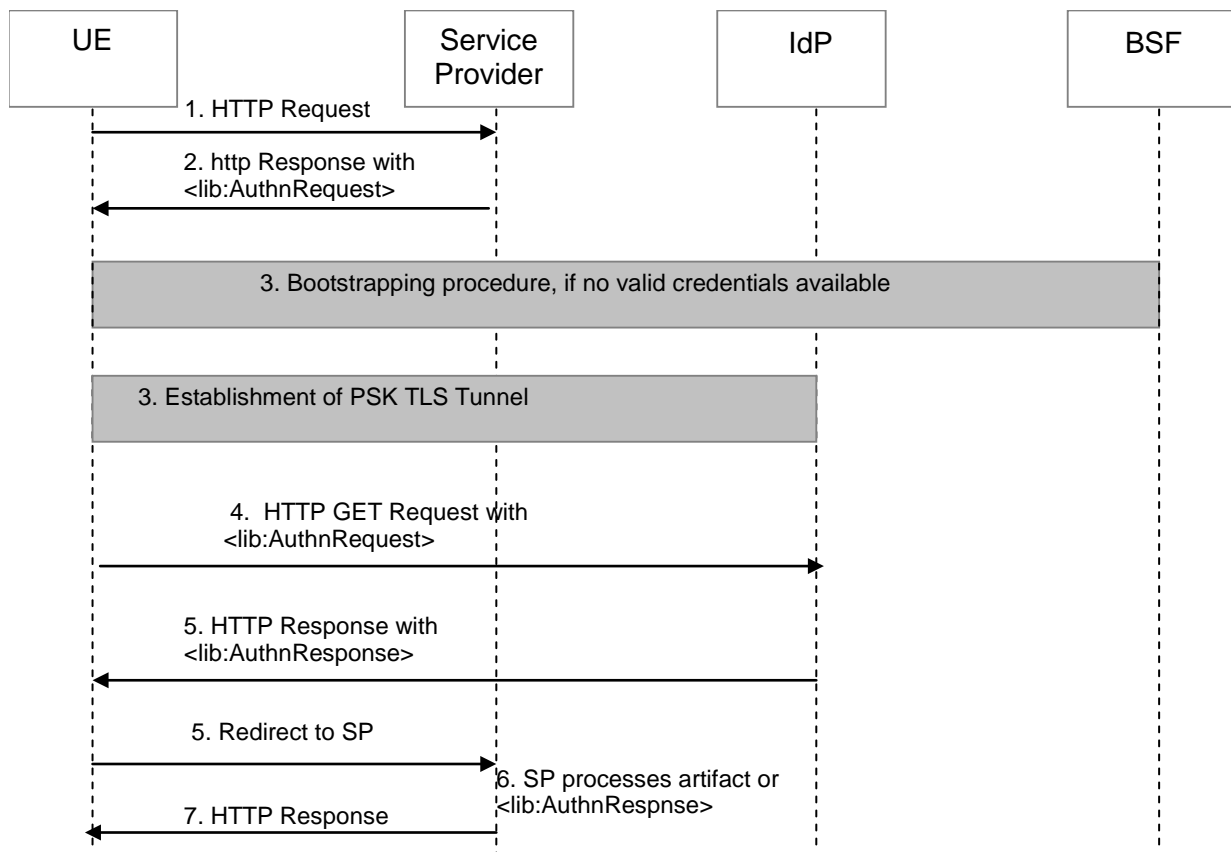 UE
Service
Provider
IdP
BSF
1. HTTP Request
2. http Response with
<lib:AuthnRequest>
3. Bootstrapping procedure, if no valid credentials available
3. Establishment of PSK TLS Tunnel
4. HTTP GET Request with
<lib:AuthnRequest>
5. HTTP Response with
<lib:AuthnResponse>
5. Redirect to SP
6. SP processes artifact or
<lib:AuthnRespnse>
7. HTTP Response